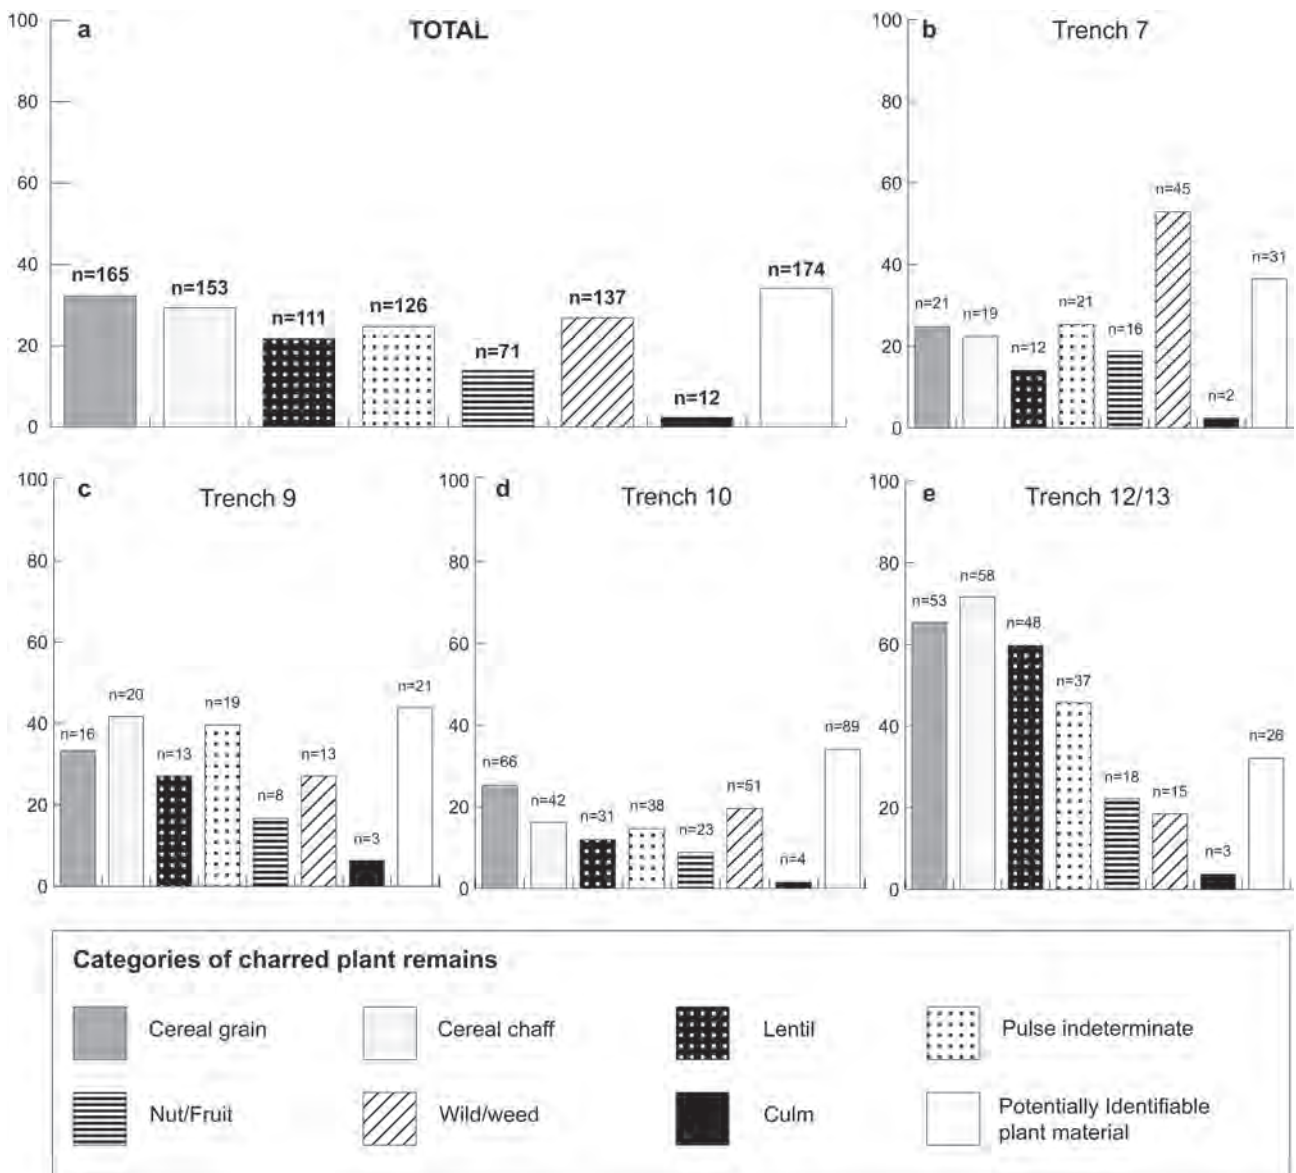 a
TOTAL
100
80
60
40
20
0
n=165
n=153
n=111
n=126
n=71
n=137
n=12
n=174
b
Trench 7
100
80
60
40
20
0
n=21
n=19
n=12
n=21
n=16
n=45
n=2
n=31
c
Trench 9
100
80
60
40
20
0
n=16
n=20
n=13
n=19
n=8
n=13
n=3
n=21
d
Trench 10
100
80
60
40
20
0
n=66
n=42
n=31
n=38
n=23
n=51
n=4
n=89
e
Trench 12/13
100
80
60
40
20
0
n=53
n=58
n=48
n=37
n=18
n=15
n=3
n=26
Categories of charred plant remains
Cereal grain
Cereal chaff
Lentil
Pulse indeterminate
Nut/Fruit
Wild/weed
Culm
Potentially Identifiable
plant material